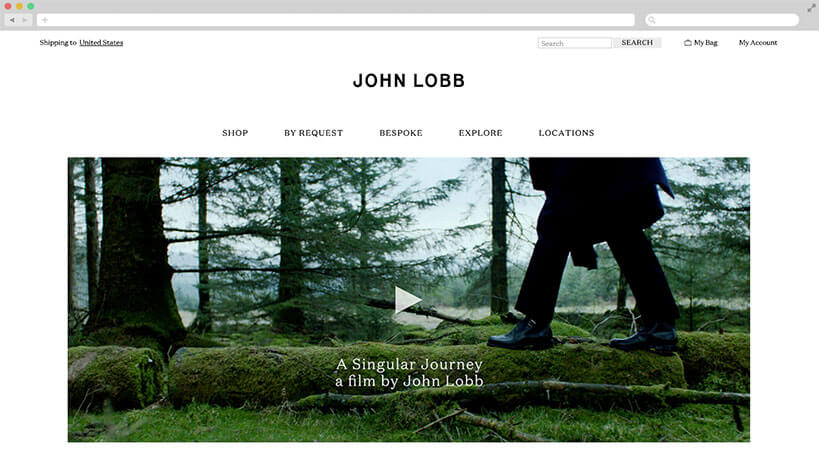 Shipping to United States
Search SEARCH My Bag My Account
JOHN LOBB
SHOP BY REQUEST BESPOKE EXPLORE LOCATIONS
A Singular Journey
a film by John Lobb